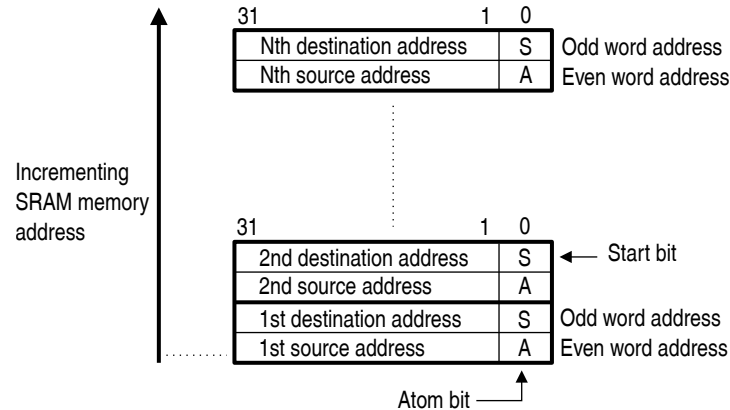 31 1 0
Nth destination address S Odd word address
Nth source address A Even word address
Incrementing
SRAM memory
address
31 1 0
2nd destination address S Start bit
2nd source address A
1st destination address S Odd word address
1st source address A Even word address
Atom bit